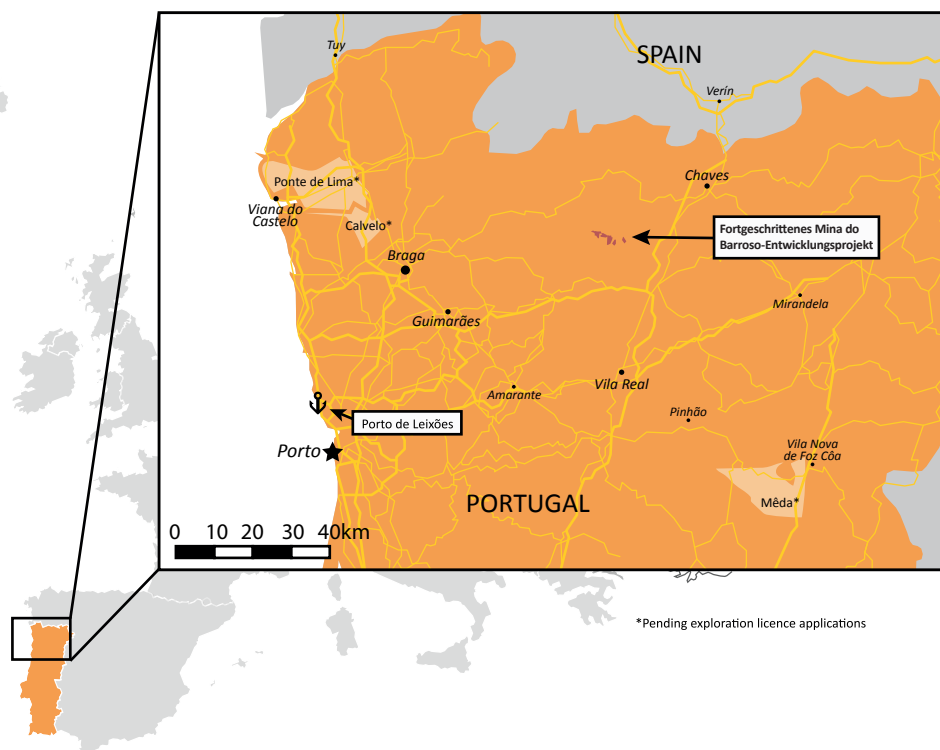 Tuy
SPAIN
Verín
Ponte de Lima*
Chaves
Viana do
Castelo
Calvelo*
Fortgeschrittenes Mina do
Barroso-Entwicklungsprojekt
Braga
Mirandela
Guimarães
Amarante
Vila Real
Pinhão
Porto de Leixões
Porto
Vila Nova
de Foz Côa
PORTUGAL
Mêda*
0 10 20 30 40km
*Pending exploration licence applications